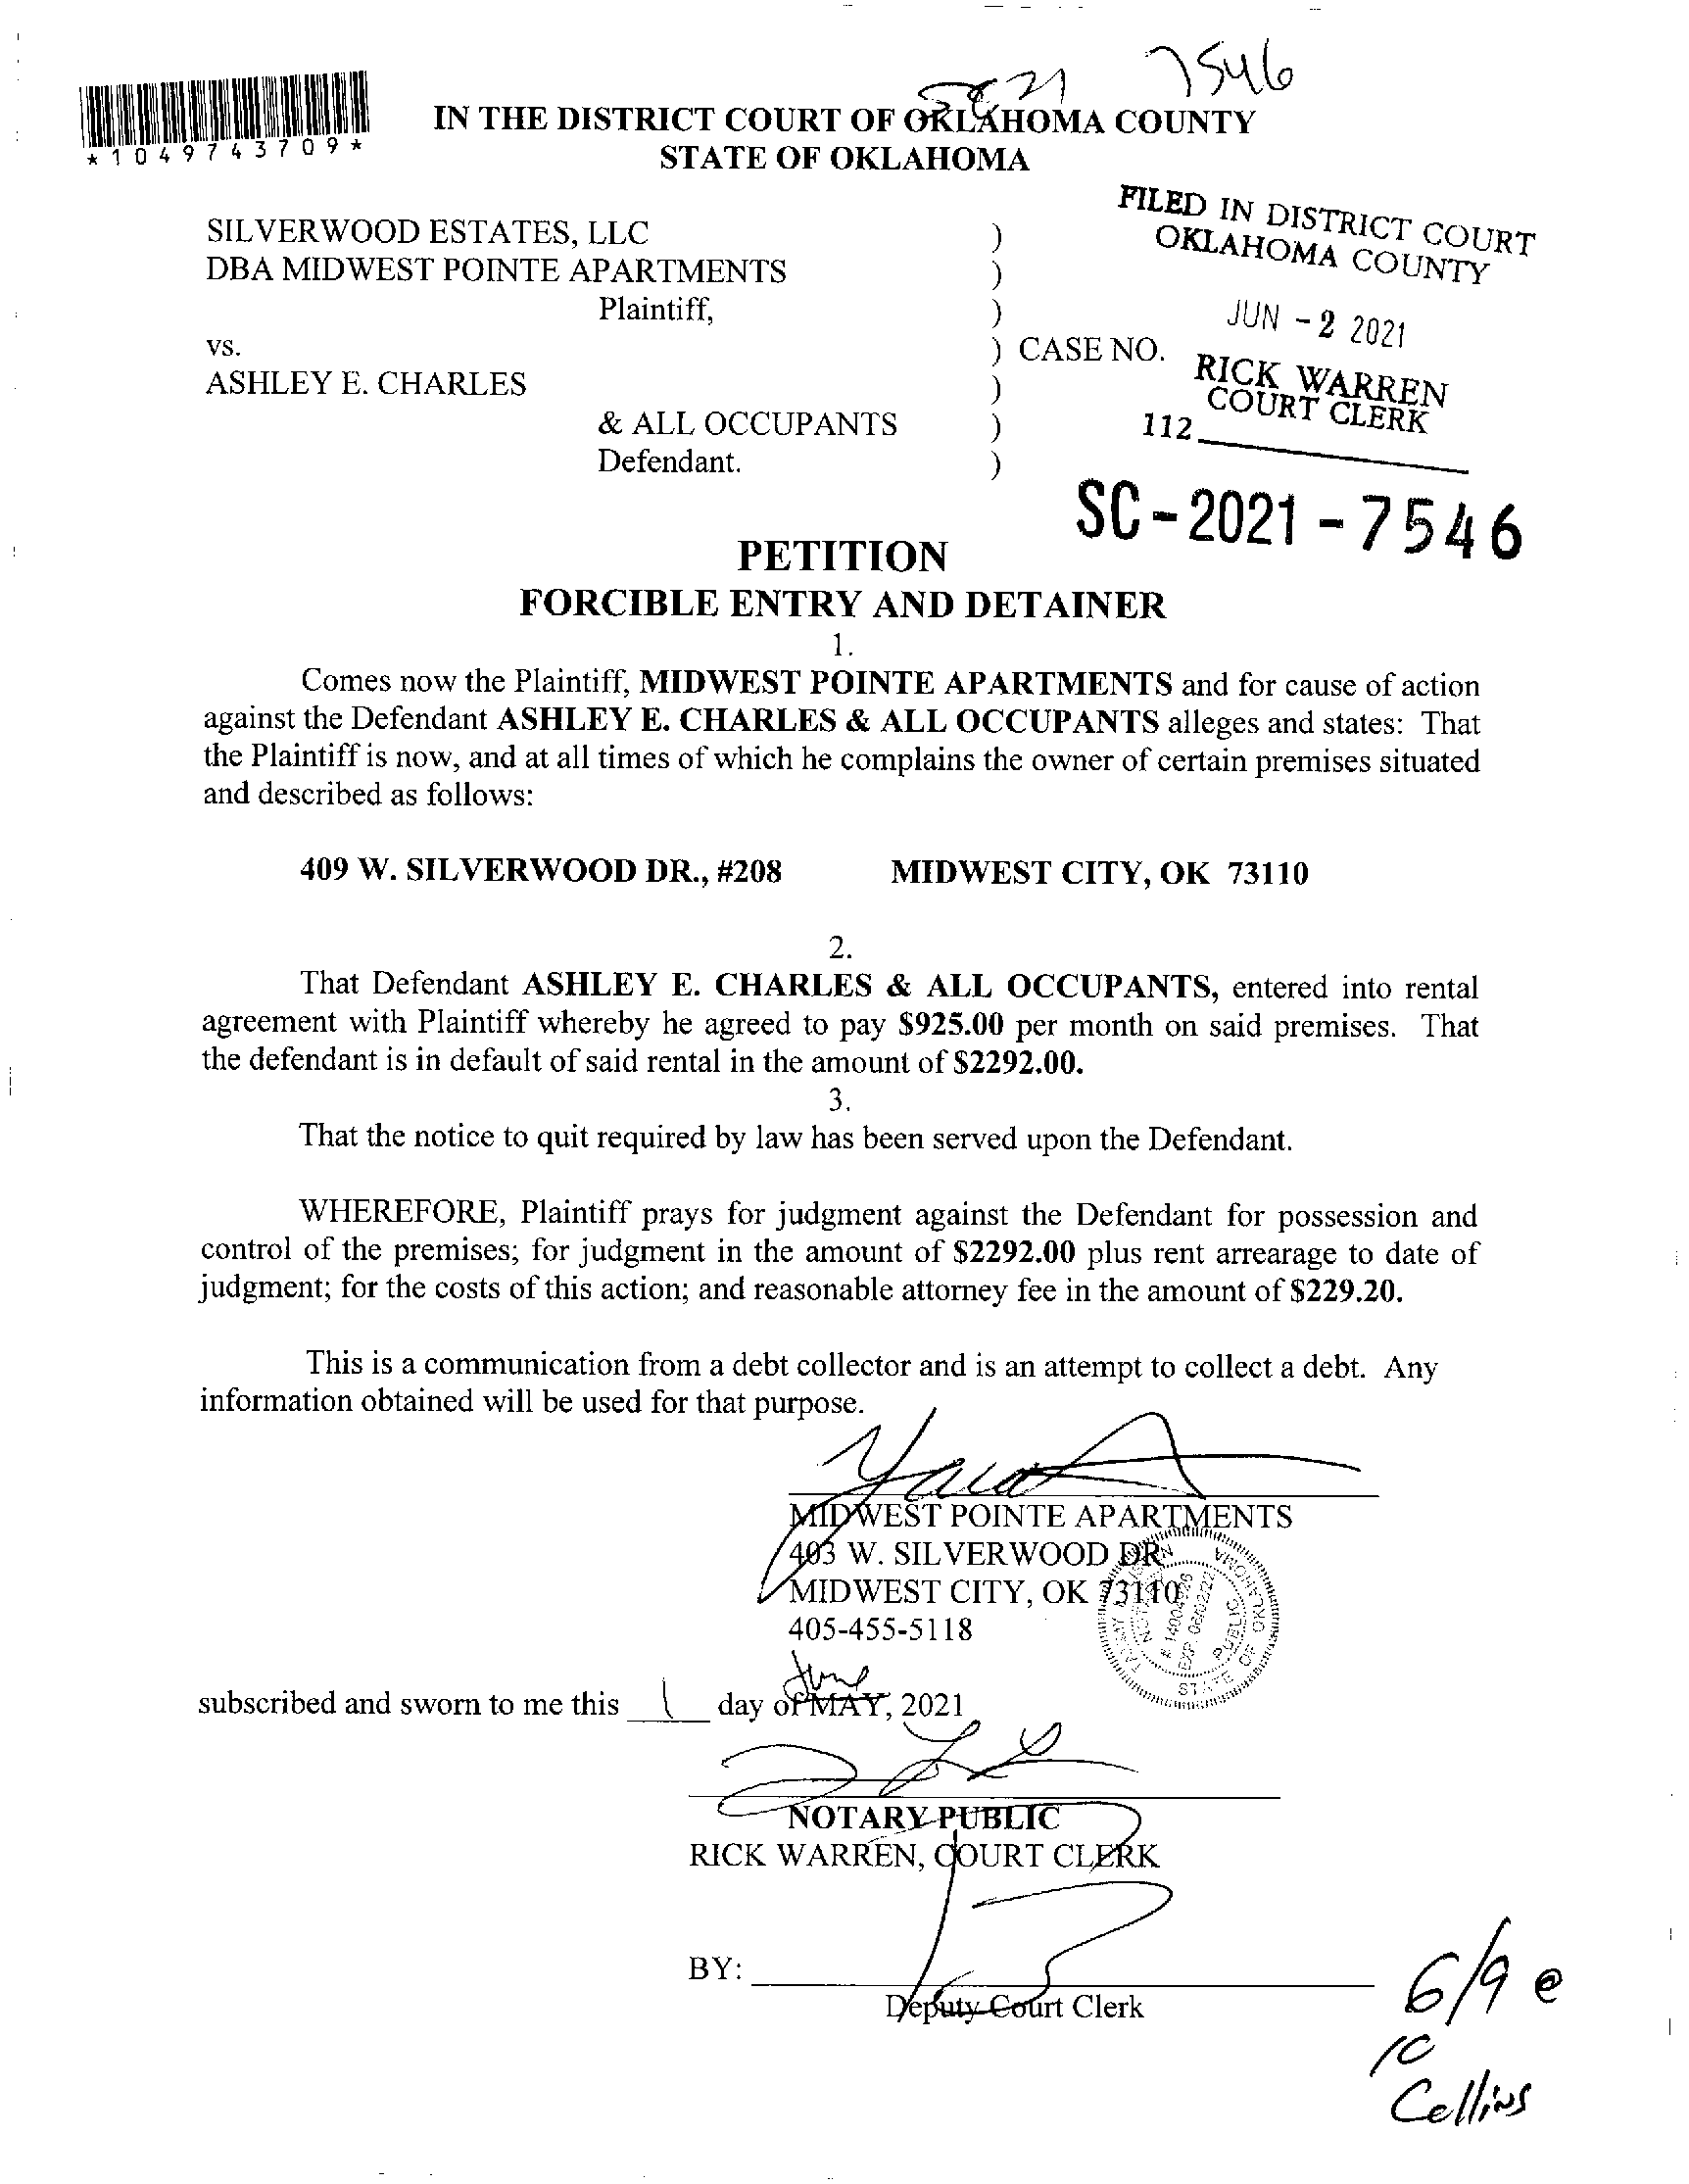 SC 21 7546
*1049743709*
IN THE DISTRICT COURT OF OKLAHOMA COUNTY
STATE OF OKLAHOMA
FILED IN DISTRICT COURT
OKLAHOMA COUNTY
JUN - 2 2021
RICK WARREN
COURT CLERK
112
SILVERWOOD ESTATES, LLC )
DBA MIDWEST POINTE APARTMENTS )
Plaintiff, )
vs. ) CASE NO.
ASHLEY E. CHARLES )
& ALL OCCUPANTS )
Defendant. )
SC - 2021 - 7546
PETITION
FORCIBLE ENTRY AND DETAINER
1.
Comes now the Plaintiff, MIDWEST POINTE APARTMENTS and for cause of action
against the Defendant ASHLEY E. CHARLES & ALL OCCUPANTS alleges and states: That
the Plaintiff is now, and at all times of which he complains the owner of certain premises situated
and described as follows:
409 W. SILVERWOOD DR., #208 MIDWEST CITY, OK 73110
2.
That Defendant ASHLEY E. CHARLES & ALL OCCUPANTS, entered into rental
agreement with Plaintiff whereby he agreed to pay $925.00 per month on said premises. That
the defendant is in default of said rental in the amount of $2292.00.
3.
That the notice to quit required by law has been served upon the Defendant.
WHEREFORE, Plaintiff prays for judgment against the Defendant for possession and
control of the premises; for judgment in the amount of $2292.00 plus rent arrearage to date of
judgment; for the costs of this action; and reasonable attorney fee in the amount of $229.20.
This is a communication from a debt collector and is an attempt to collect a debt. Any
information obtained will be used for that purpose.
MIDWEST POINTE APARTMENTS
403 W. SILVERWOOD DR.
MIDWEST CITY, OK 73110
405-455-5118
PUBLIC
STATE OF OKLAHOMA
June
subscribed and sworn to me this 1 day of MAY, 2021
NOTARY PUBLIC
RICK WARREN, COURT CLERK
BY:
Deputy Court Clerk
6/9 @
10
Collins